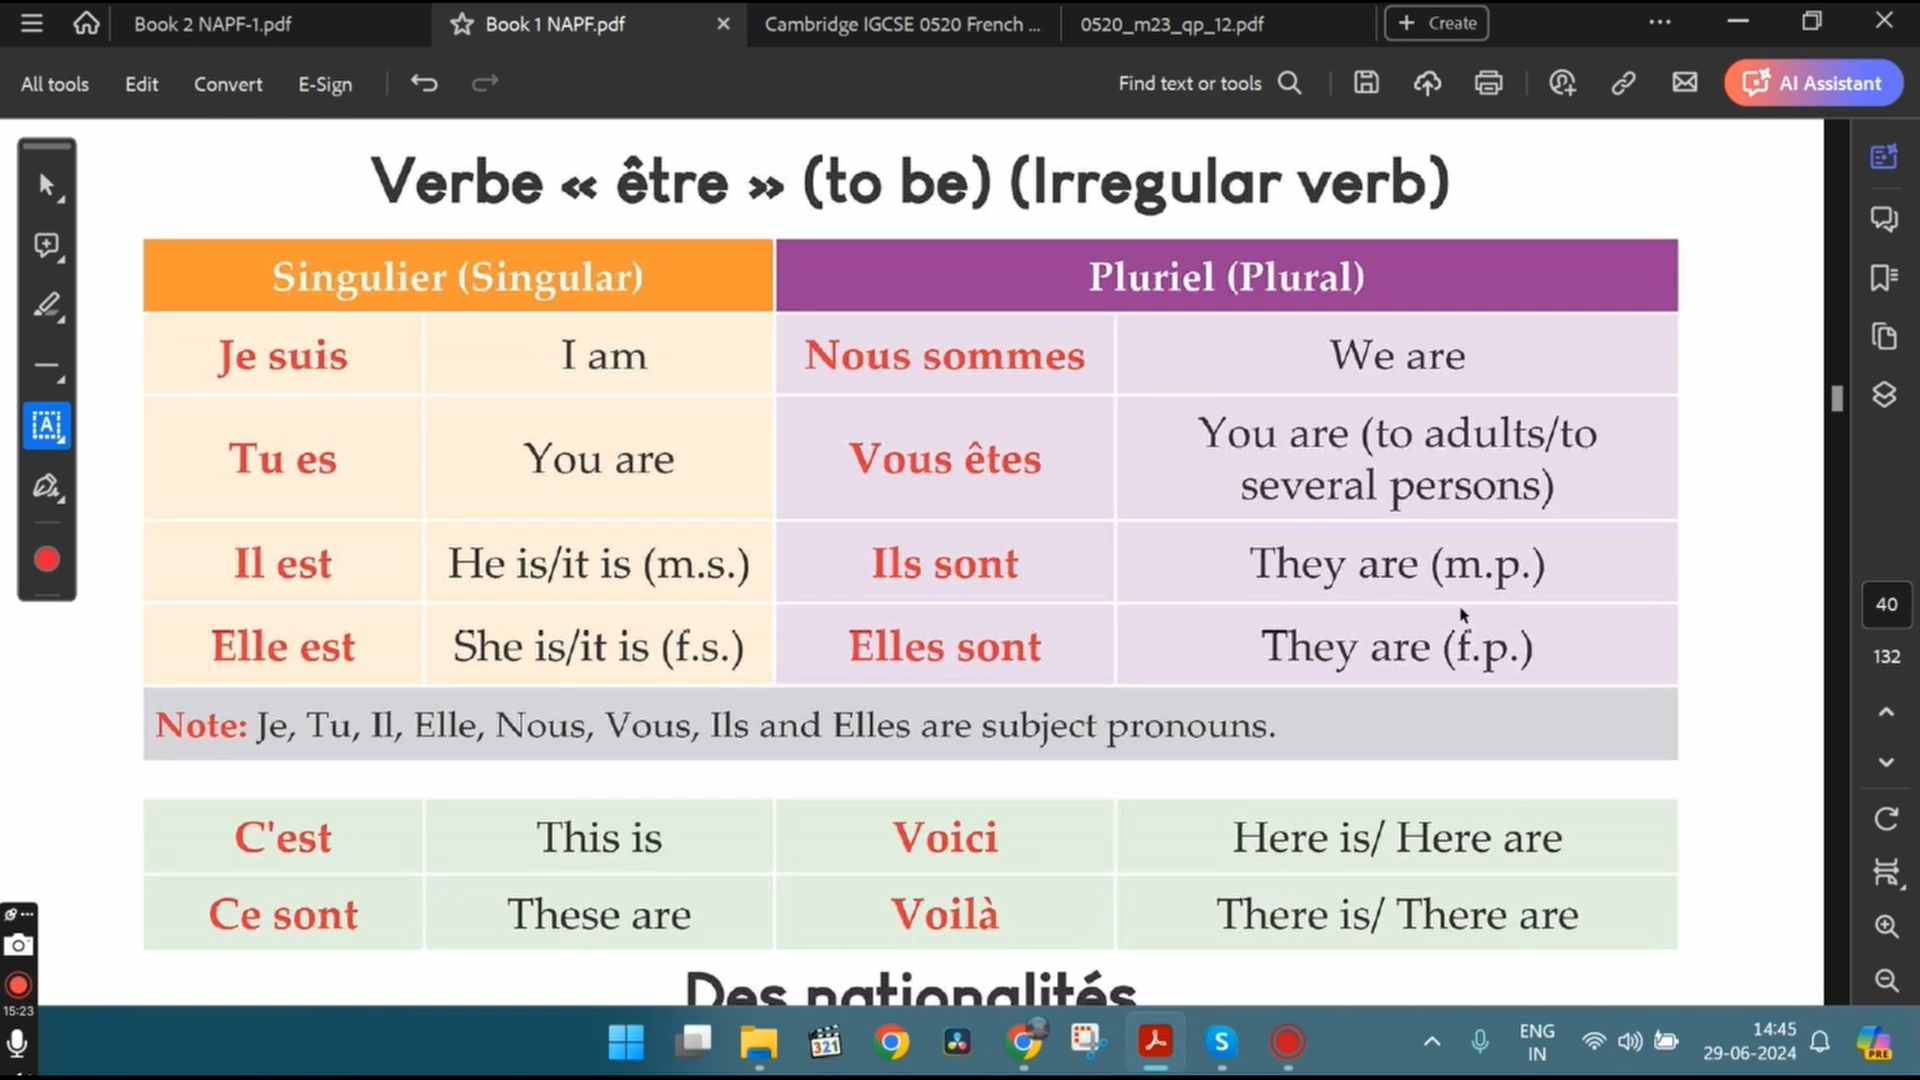 Book 2 NAPF-1.pdf
Book 1 NAPF.pdf
Cambridge IGCSE 0520 French ...
0520_m23_qp_12.pdf
+ Create
All tools
Edit
Convert
E-Sign
Find text or tools
AI Assistant
Verbe « être » (to be) (Irregular verb)
Singulier (Singular) Pluriel (Plural)
Je suis I am Nous sommes We are
Tu es You are Vous êtes You are (to adults/to several persons)
Il est He is/it is (m.s.) Ils sont They are (m.p.)
Elle est She is/it is (f.s.) Elles sont They are (f.p.)
Note: Je, Tu, Il, Elle, Nous, Vous, Ils and Elles are subject pronouns.
C'est This is Voici Here is/ Here are
Ce sont These are Voilà There is/ There are
Des nationalités
40
132
15:23
321
ENG
IN
14:45
29-06-2024
PRE